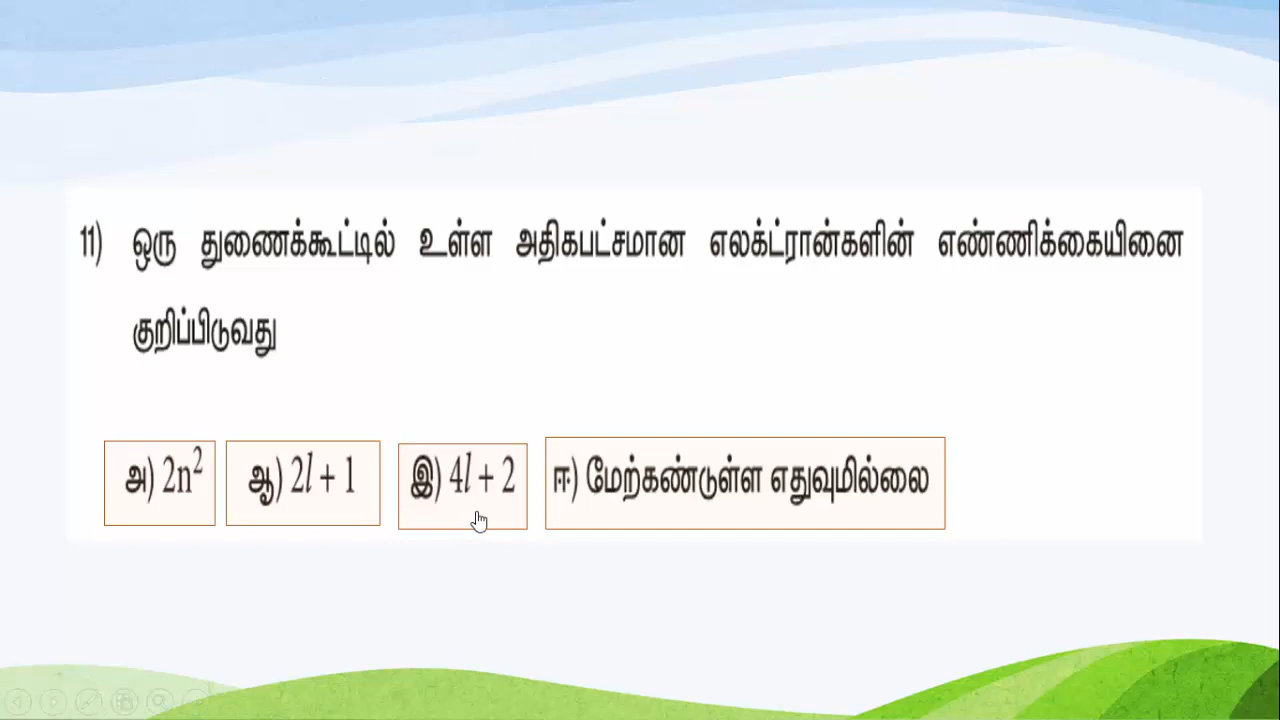 11) ஒரு துணைக்கூட்டில் உள்ள அதிகபட்சமான எலக்ட்ரான்களின் எண்ணிக்கையினை
குறிப்பிடுவது
அ) 2n² ஆ) 2l + 1 இ) 4l + 2 ஈ) மேற்கண்டுள்ள எதுவுமில்லை